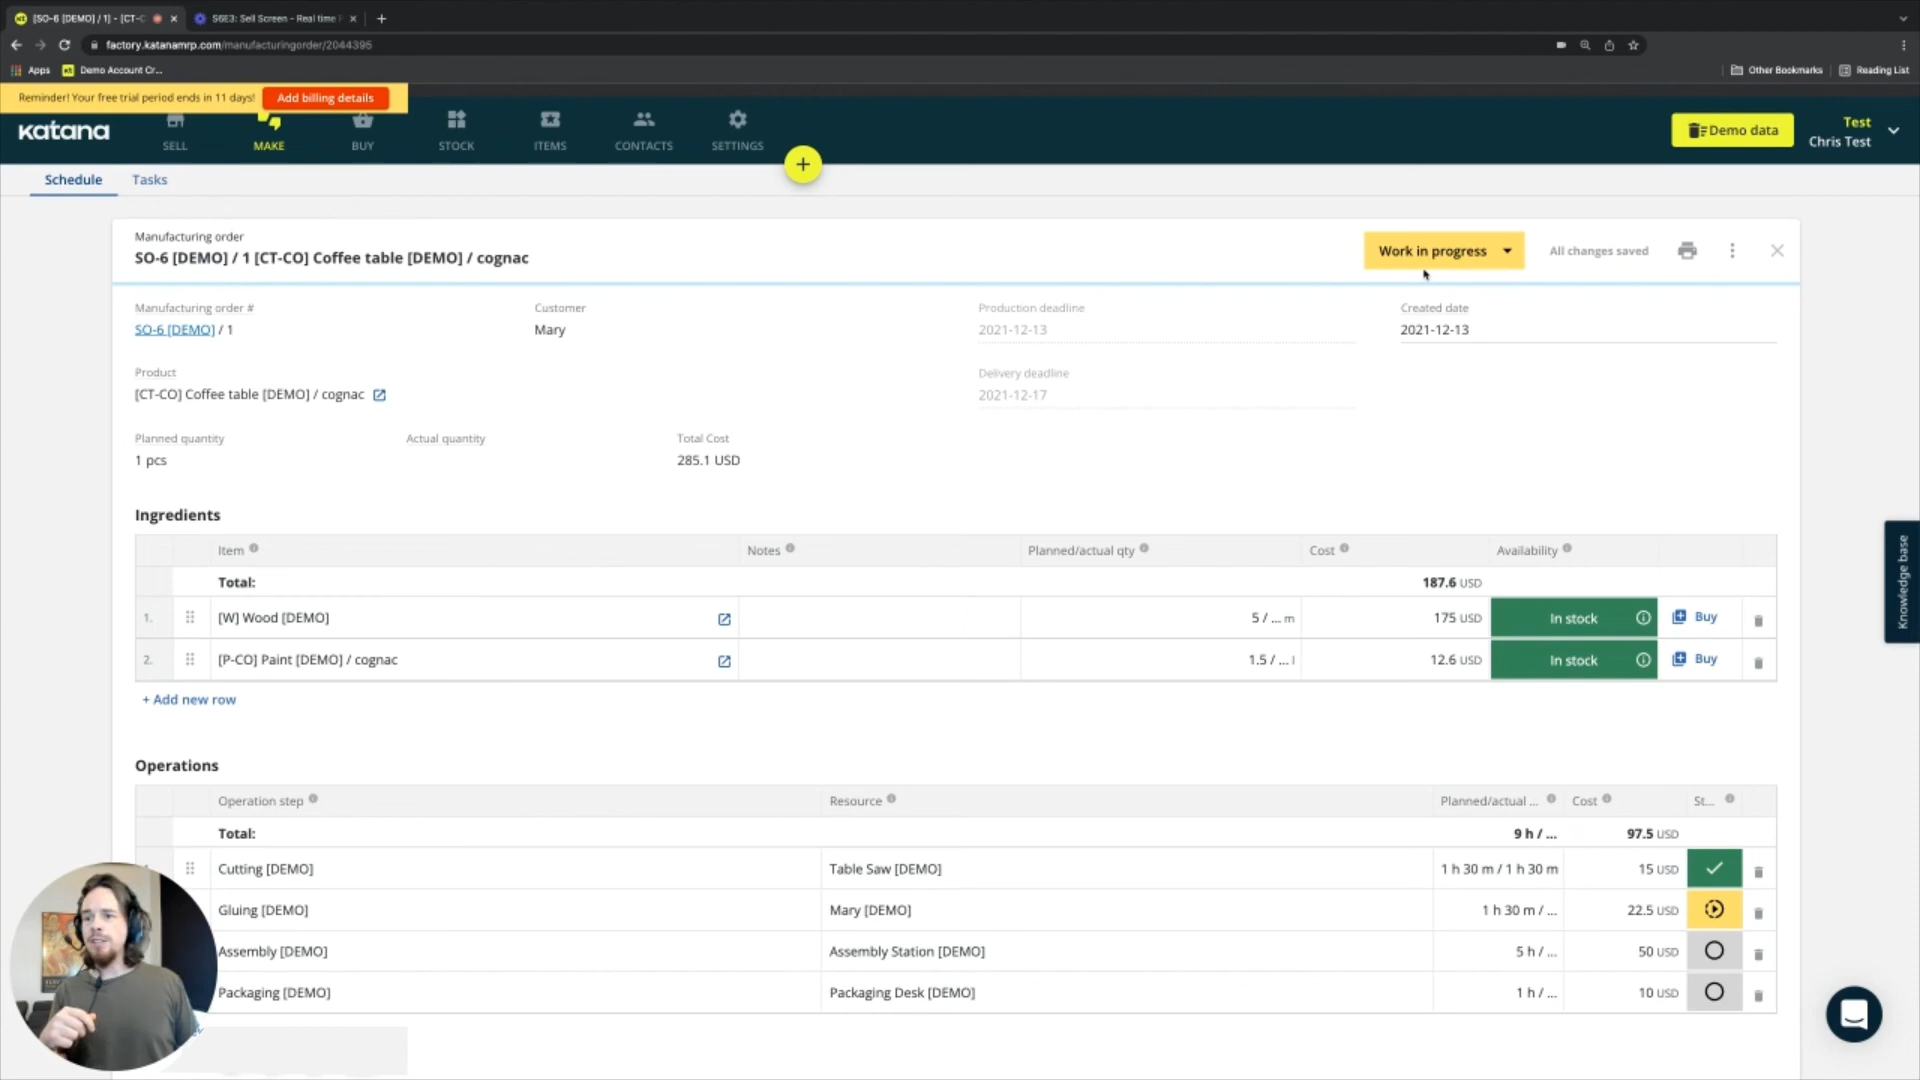 [SO-6 [DEMO] / 1] - [CT-C
S6E3: Sell Screen - Real time
factory.katanamrp.com/manufacturingorder/2044395
Apps
Demo Account Cr...
Other Bookmarks
Reading List
Reminder! Your free trial period ends in 11 days!
Add billing details
katana
SELL
MAKE
BUY
STOCK
ITEMS
CONTACTS
SETTINGS
Demo data
Test
Chris Test
Schedule
Tasks
Manufacturing order
SO-6 [DEMO] / 1 [CT-CO] Coffee table [DEMO] / cognac
Work in progress
All changes saved
Manufacturing order #
SO-6 [DEMO] / 1
Customer
Mary
Production deadline
2021-12-13
Created date
2021-12-13
Product
[CT-CO] Coffee table [DEMO] / cognac
Delivery deadline
2021-12-17
Planned quantity
1 pcs
Actual quantity
Total Cost
285.1 USD
Ingredients
Item Notes Planned/actual qty Cost Availability
Total: 187.6 USD
1. [W] Wood [DEMO] 5 / ... m 175 USD In stock Buy
2. [P-CO] Paint [DEMO] / cognac 1.5 / ... l 12.6 USD In stock Buy
+ Add new row
Operations
Operation step Resource Planned/actual ... Cost St...
Total: 9 h / ... 97.5 USD
Cutting [DEMO] Table Saw [DEMO] 1 h 30 m / 1 h 30 m 15 USD
Gluing [DEMO] Mary [DEMO] 1 h 30 m / ... 22.5 USD
Assembly [DEMO] Assembly Station [DEMO] 5 h / ... 50 USD
Packaging [DEMO] Packaging Desk [DEMO] 1 h / ... 10 USD
Knowledge base